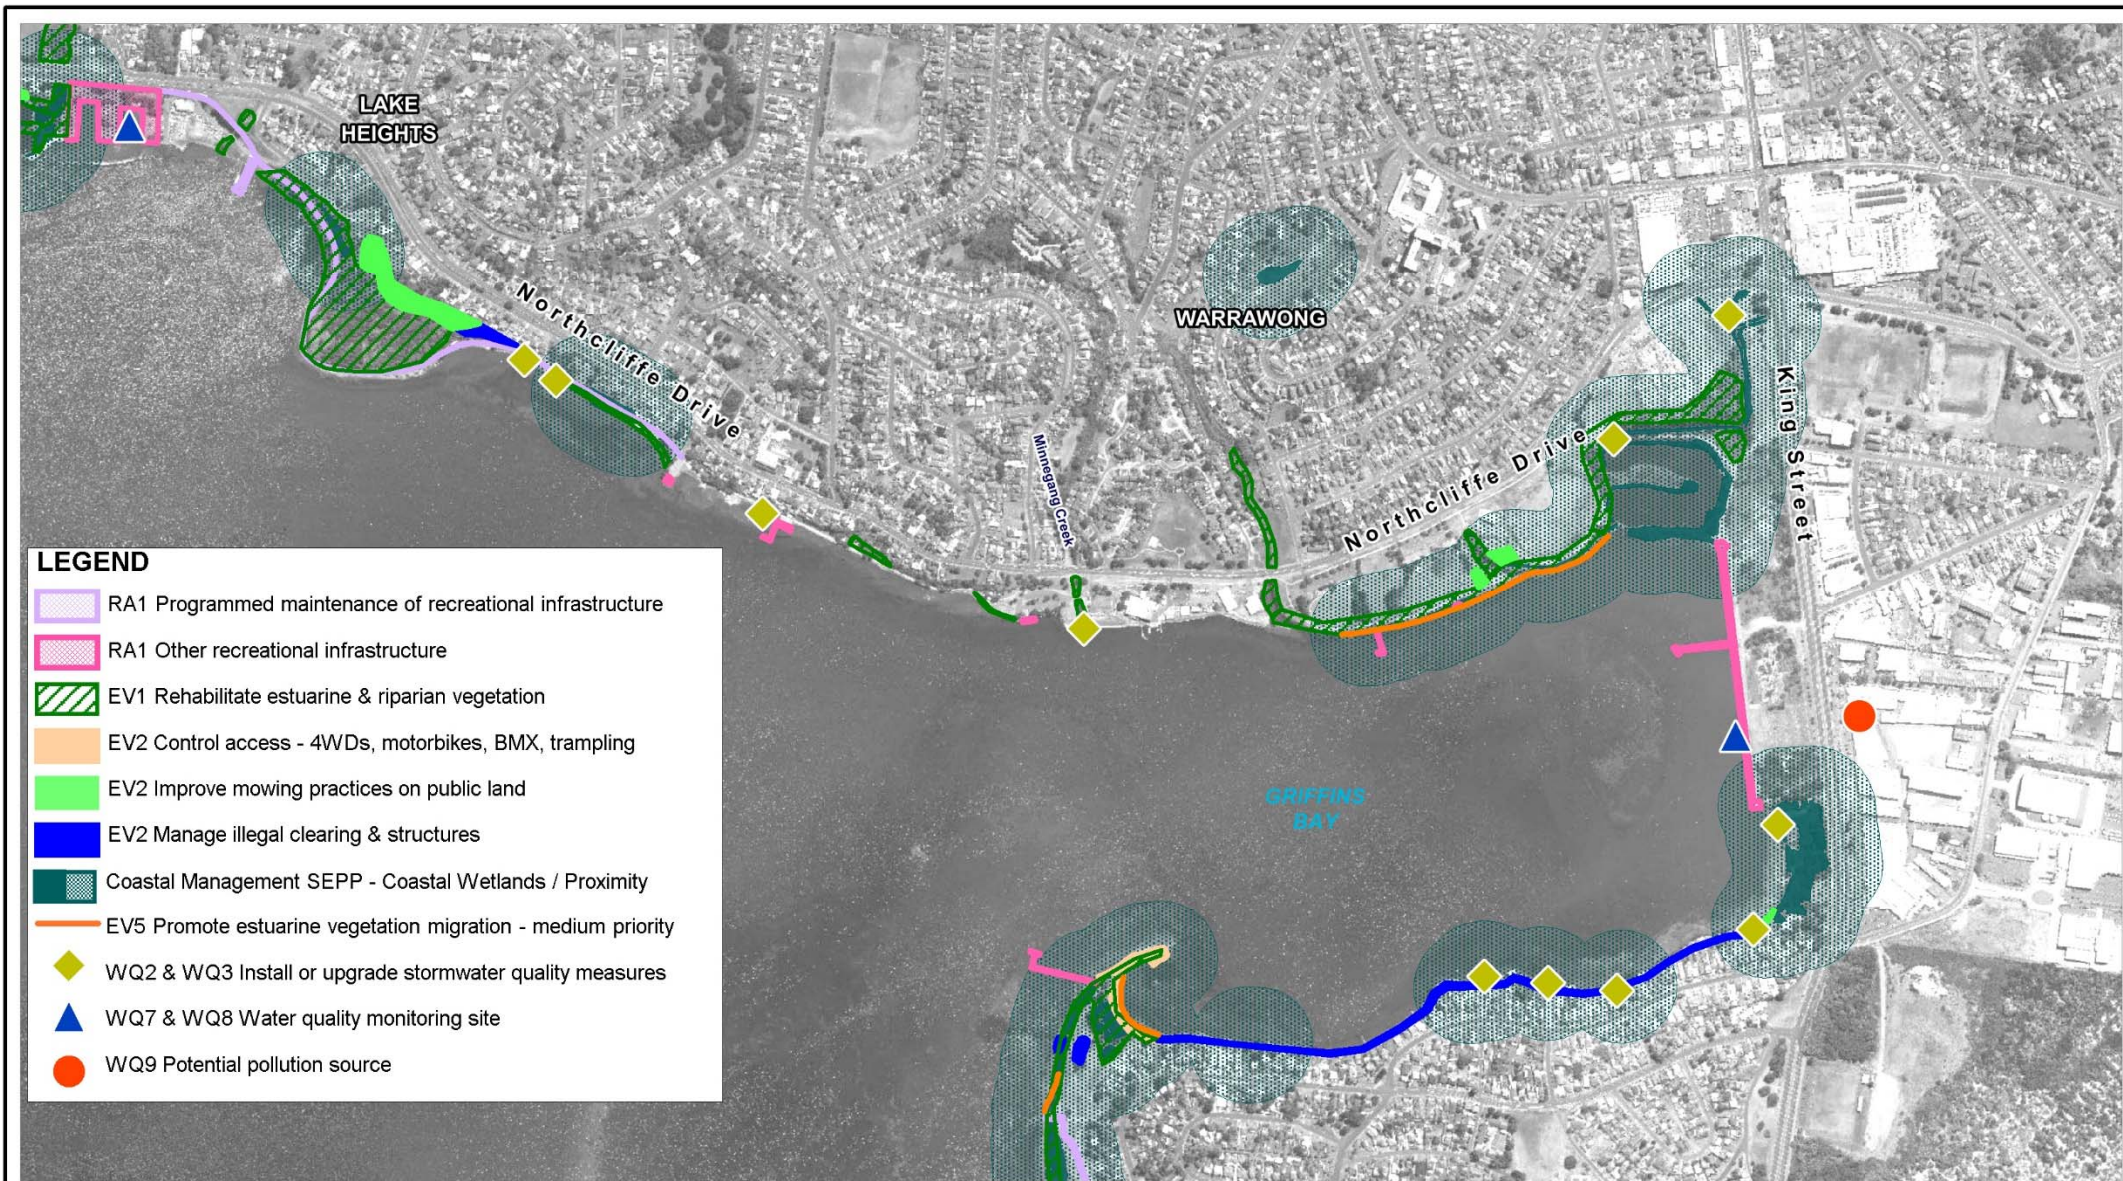 LAKE
HEIGHTS
Northcliffe Drive
WARRAWONG
Minnegang Creek
Northcliffe Drive
King Street
GRIFFINS
BAY
LEGEND
RA1 Programmed maintenance of recreational infrastructure
RA1 Other recreational infrastructure
EV1 Rehabilitate estuarine & riparian vegetation
EV2 Control access - 4WDs, motorbikes, BMX, trampling
EV2 Improve mowing practices on public land
EV2 Manage illegal clearing & structures
Coastal Management SEPP - Coastal Wetlands / Proximity
EV5 Promote estuarine vegetation migration - medium priority
WQ2 & WQ3 Install or upgrade stormwater quality measures
WQ7 & WQ8 Water quality monitoring site
WQ9 Potential pollution source